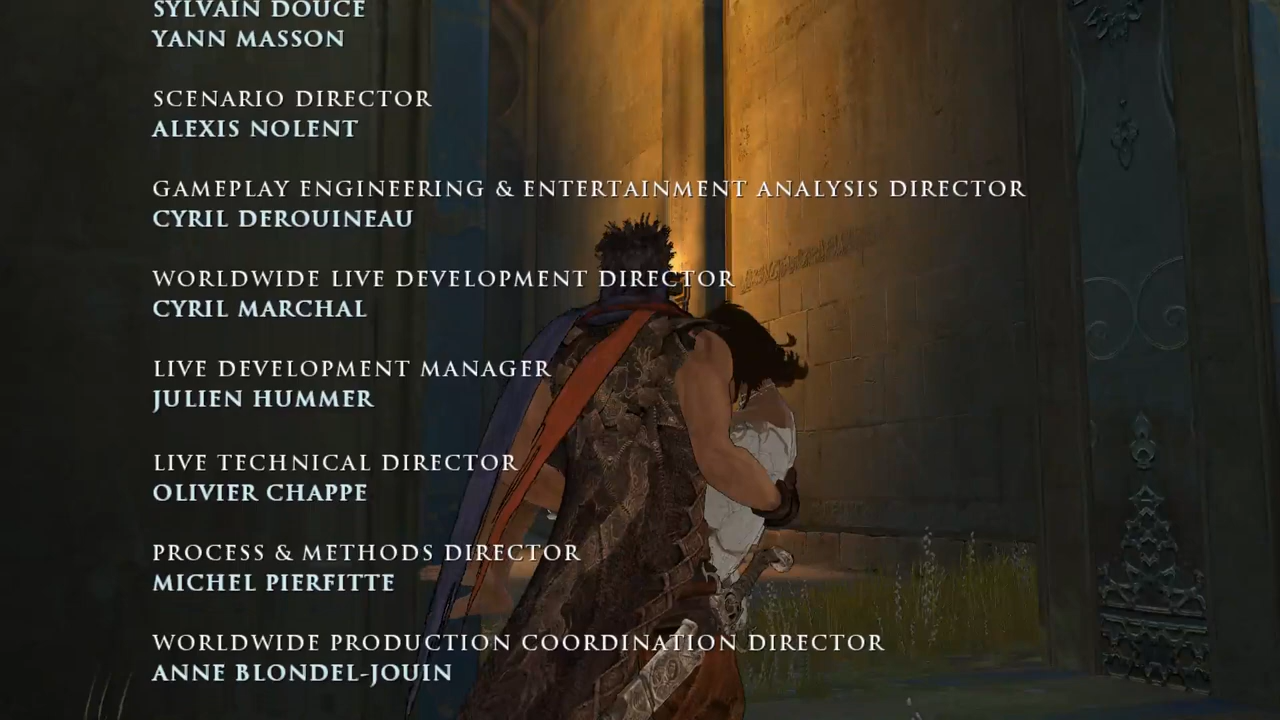 SYLVAIN DOUCE
YANN MASSON
SCENARIO DIRECTOR
ALEXIS NOLENT
GAMEPLAY ENGINEERING & ENTERTAINMENT ANALYSIS DIRECTOR
CYRIL DEROUINEAU
WORLDWIDE LIVE DEVELOPMENT DIRECTOR
CYRIL MARCHAL
LIVE DEVELOPMENT MANAGER
JULIEN HUMMER
LIVE TECHNICAL DIRECTOR
OLIVIER CHAPPE
PROCESS & METHODS DIRECTOR
MICHEL PIERFITTE
WORLDWIDE PRODUCTION COORDINATION DIRECTOR
ANNE BLONDEL-JOUIN